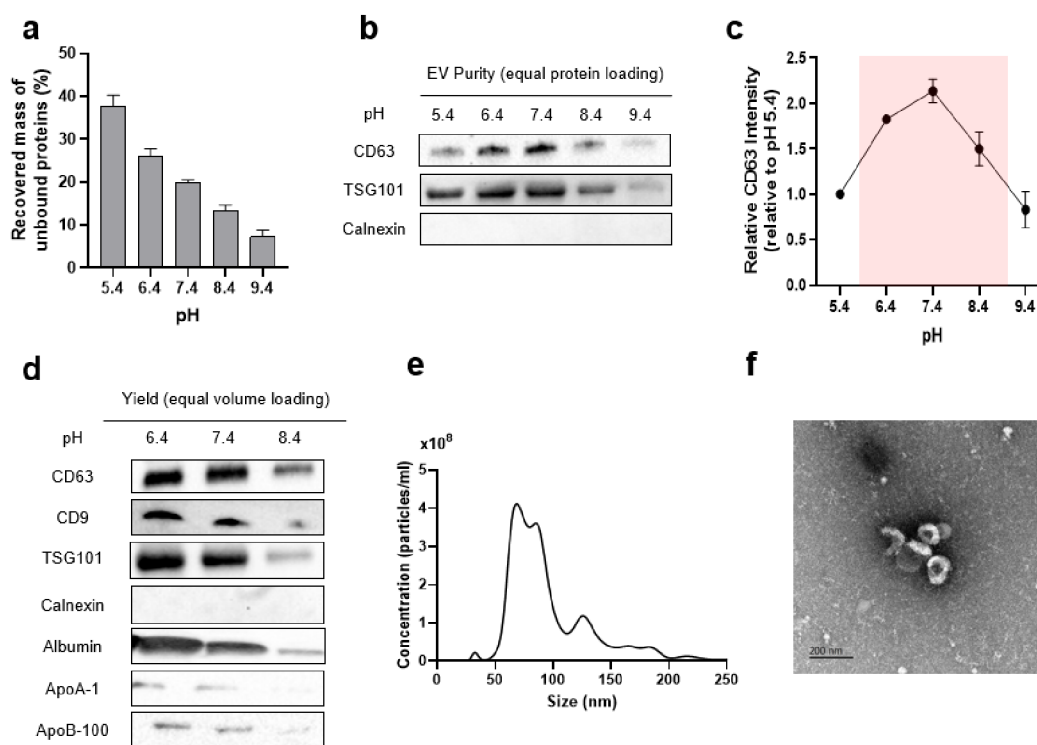 a
Recovered mass of
unbound proteins (%)
50
40
30
20
10
0
5.4 6.4 7.4 8.4 9.4
pH
b
EV Purity (equal protein loading)
pH 5.4 6.4 7.4 8.4 9.4
CD63
TSG101
Calnexin
c
Relative CD63 Intensity
(relative to pH 5.4)
2.5
2.0
1.5
1.0
0.5
0.0
5.4 6.4 7.4 8.4 9.4
pH
d
Yield (equal volume loading)
pH 6.4 7.4 8.4
CD63
CD9
TSG101
Calnexin
Albumin
ApoA-1
ApoB-100
e
x10⁸
Concentration (particles/ml)
5
4
3
2
1
0
0 50 100 150 200 250
Size (nm)
f
200 nm